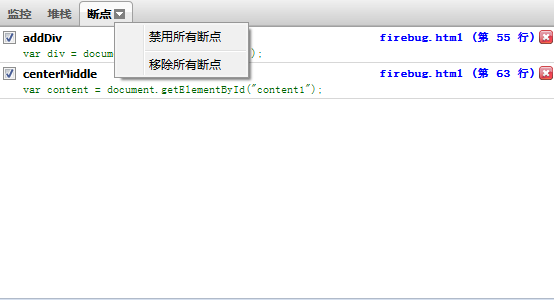 监控 堆栈 断点
addDiv firebug.html (第 55 行)
var div = docum );
禁用所有断点
移除所有断点
centerMiddle firebug.html (第 63 行)
var content = document.getElementById("content1");